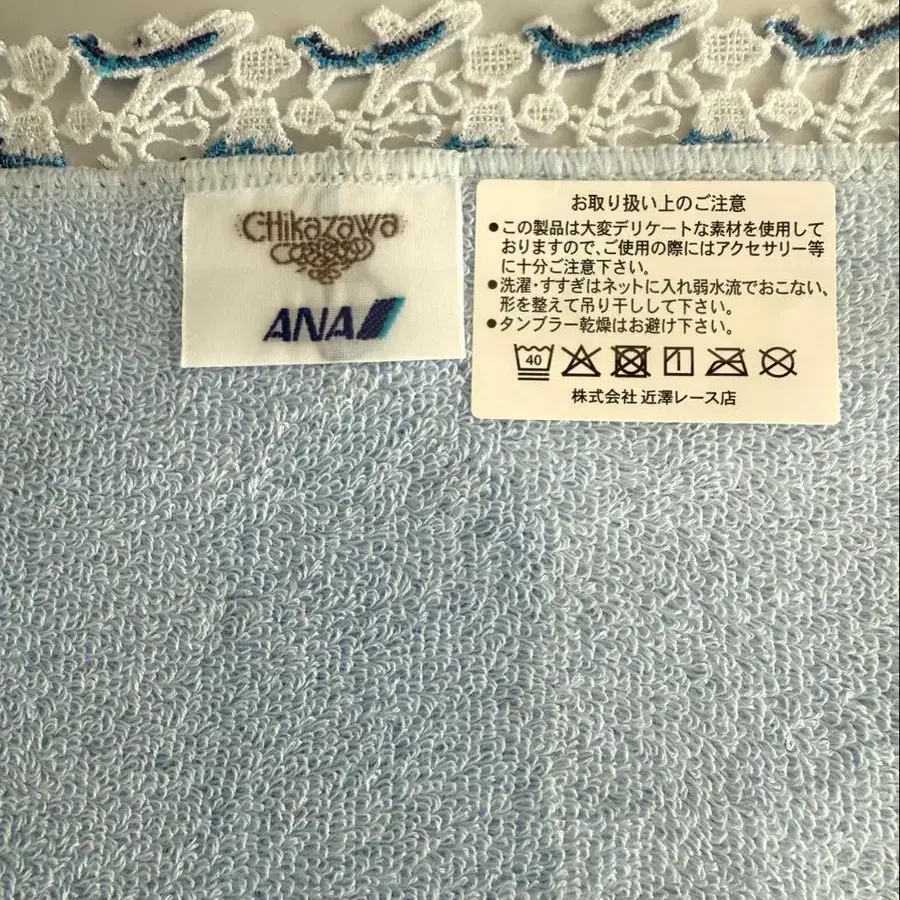 CHikazawa
ANA
お取り扱い上のご注意
●この製品は大変デリケートな素材を使用して
おりますので、ご使用の際にはアクセサリー等
に十分ご注意下さい。
●洗濯・すすぎはネットに入れ弱水流でおこない、
形を整えて吊り干しして下さい。
●タンブラー乾燥はお避け下さい。
40
株式会社 近澤レース店